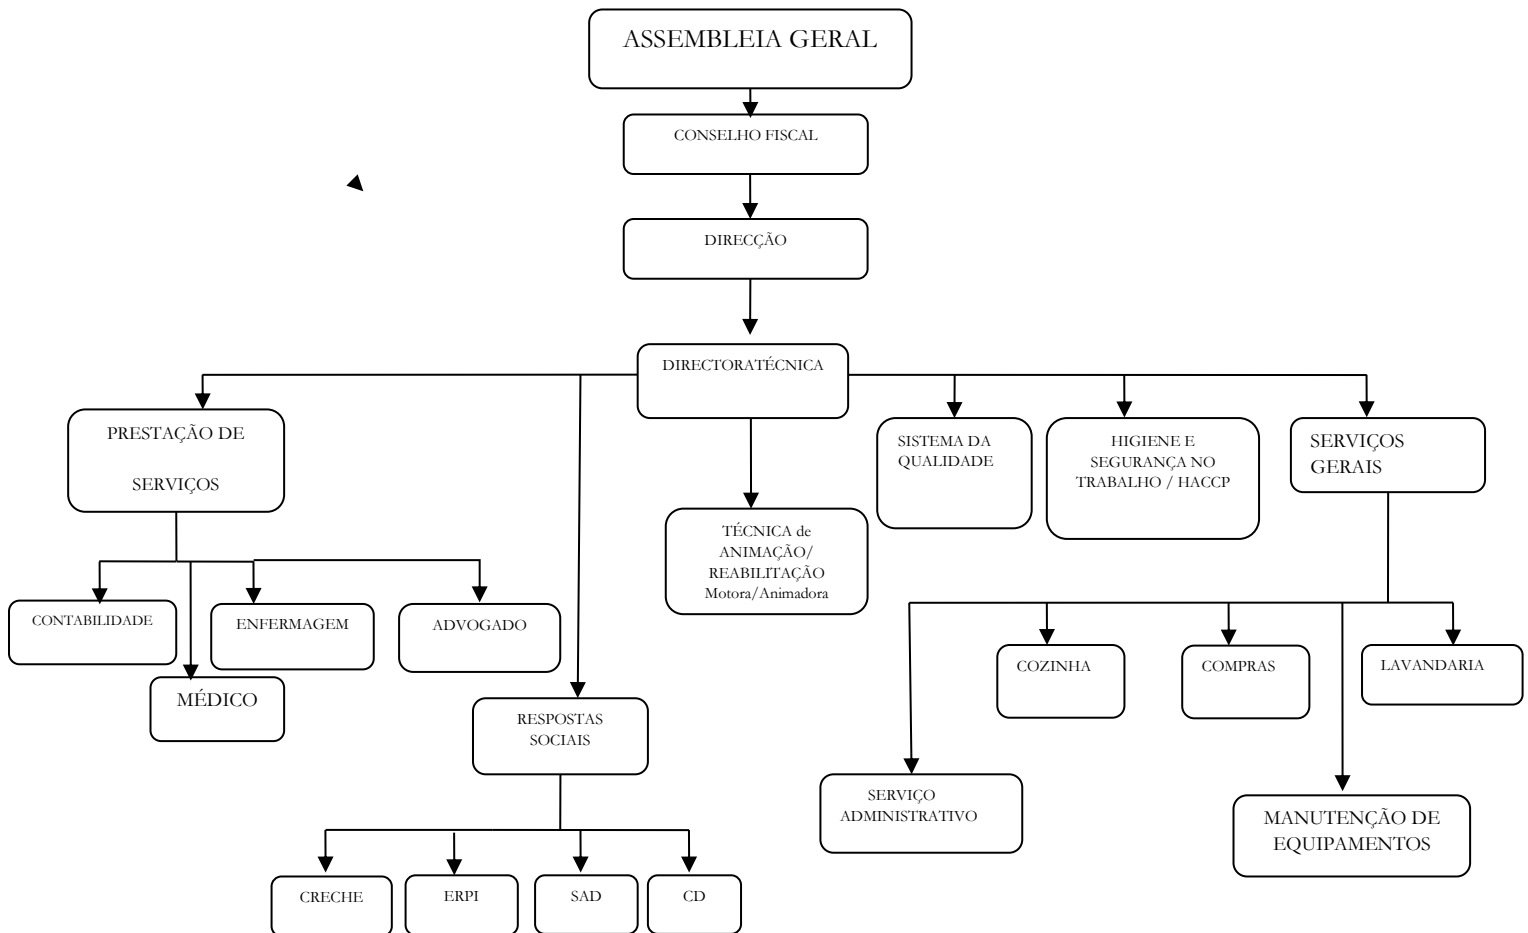 ASSEMBLEIA GERAL
CONSELHO FISCAL
DIRECÇÃO
DIRECTORATÉCNICA
PRESTAÇÃO DE
SERVIÇOS
SISTEMA DA
QUALIDADE
HIGIENE E
SEGURANÇA NO
TRABALHO / HACCP
SERVIÇOS
GERAIS
TÉCNICA de
ANIMAÇÃO/
REABILITAÇÃO
Motora/Animadora
CONTABILIDADE
ENFERMAGEM
ADVOGADO
MÉDICO
COZINHA
COMPRAS
LAVANDARIA
RESPOSTAS
SOCIAIS
SERVIÇO
ADMINISTRATIVO
MANUTENÇÃO DE
EQUIPAMENTOS
CRECHE
ERPI
SAD
CD